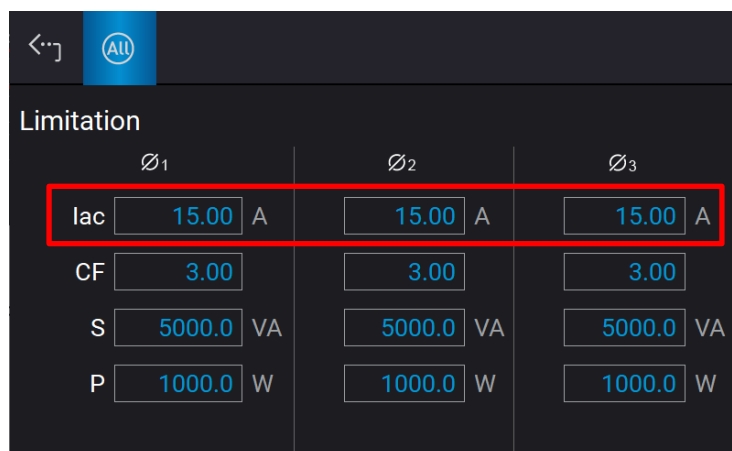 All
Limitation
Ø1 Ø2 Ø3
Iac 15.00 A 15.00 A 15.00 A
CF 3.00 3.00 3.00
S 5000.0 VA 5000.0 VA 5000.0 VA
P 1000.0 W 1000.0 W 1000.0 W